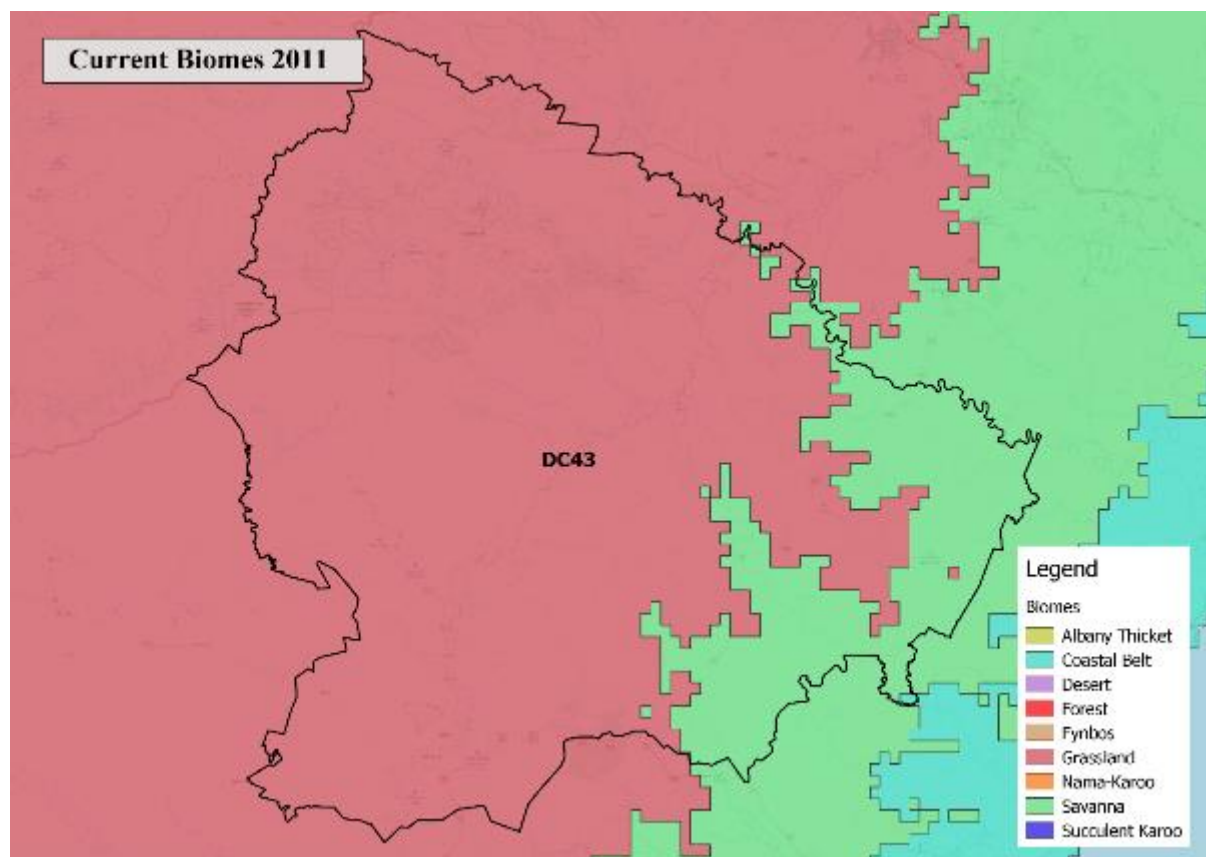 Current Biomes 2011
DC43
Legend
Biomes
Albany Thicket
Coastal Belt
Desert
Forest
Fynbos
Grassland
Nama-Karoo
Savanna
Succulent Karoo